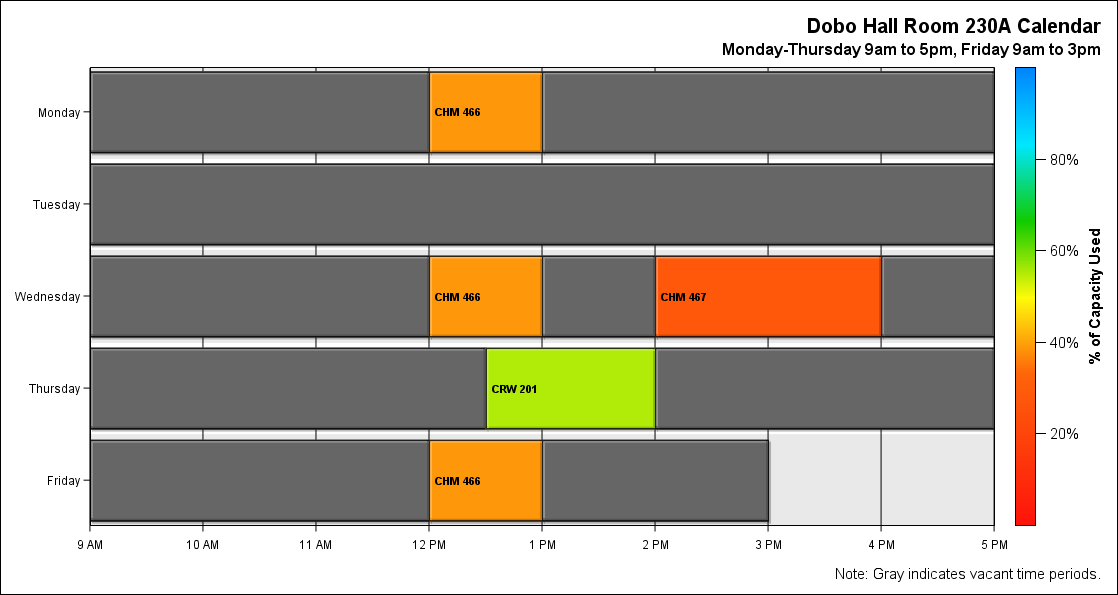 Dobo Hall Room 230A Calendar
Monday-Thursday 9am to 5pm, Friday 9am to 3pm
Monday
CHM 466
Tuesday
Wednesday
CHM 466
CHM 467
Thursday
CRW 201
Friday
CHM 466
9 AM
10 AM
11 AM
12 PM
1 PM
2 PM
3 PM
4 PM
5 PM
80%
60%
40%
20%
% of Capacity Used
Note: Gray indicates vacant time periods.